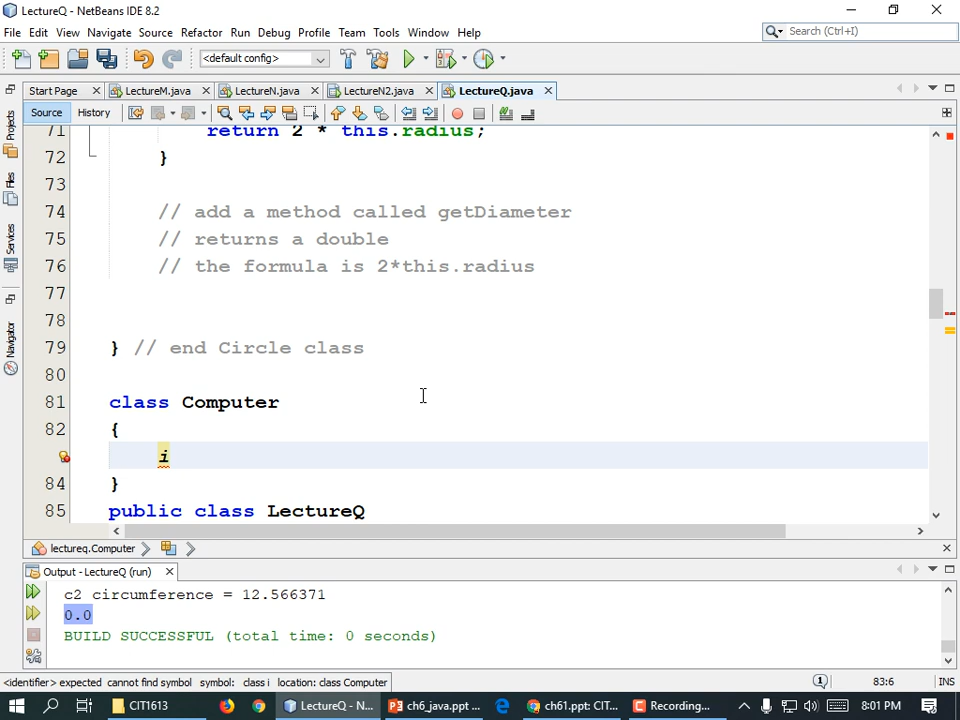 LectureQ - NetBeans IDE 8.2
File Edit View Navigate Source Refactor Run Debug Profile Team Tools Window Help
Search (Ctrl+I)
<default config>
Start Page LectureM.java LectureN.java LectureN2.java LectureQ.java
Source History
Projects
Files
Services
Navigator
71 return 2 * this.radius;
72 }
73
74 // add a method called getDiameter
75 // returns a double
76 // the formula is 2*this.radius
77
78
79 } // end Circle class
80
81 class Computer
82 {
i
84 }
85 public class LectureQ
lectureq.Computer
Output - LectureQ (run)
c2 circumference = 12.566371
0.0
BUILD SUCCESSFUL (total time: 0 seconds)
<identifier> expected cannot find symbol symbol: class i location: class Computer
1
83:6
INS
CIT1613
LectureQ - N...
ch6_java.ppt ...
ch61.ppt: CIT...
Recording...
8:01 PM